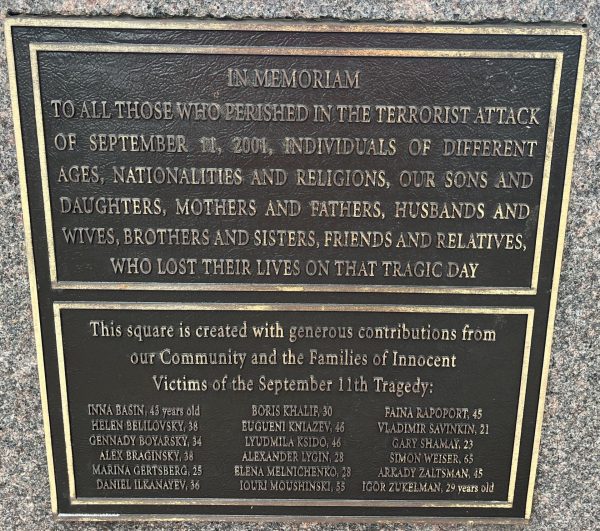 IN MEMORIAM
TO ALL THOSE WHO PERISHED IN THE TERRORIST ATTACK
OF SEPTEMBER 11, 2001, INDIVIDUALS OF DIFFERENT
AGES, NATIONALITIES AND RELIGIONS, OUR SONS AND
DAUGHTERS, MOTHERS AND FATHERS, HUSBANDS AND
WIVES, BROTHERS AND SISTERS, FRIENDS AND RELATIVES,
WHO LOST THEIR LIVES ON THAT TRAGIC DAY
This square is created with generous contributions from
our Community and the Families of Innocent
Victims of the September 11th Tragedy:
INNA BASIN, 43 years old
HELEN BELILOVSKY, 38
GENNADY BOYARSKY, 34
ALEX BRAGINSKY, 38
MARINA GERTSBERG, 25
DANIEL ILKANAYEV, 36
BORIS KHALIF, 30
EUGUENI KNIAZEV, 46
LYUDMILA KSIDO, 46
ALEXANDER LYGIN, 28
ELENA MELNICHENKO, 28
IOURI MOUSHINSKI, 55
FAINA RAPOPORT, 45
VLADIMIR SAVINKIN, 21
GARY SHAMAY, 23
SIMON WEISER, 65
ARKADY ZALTSMAN, 45
IGOR ZUKELMAN, 29 years old